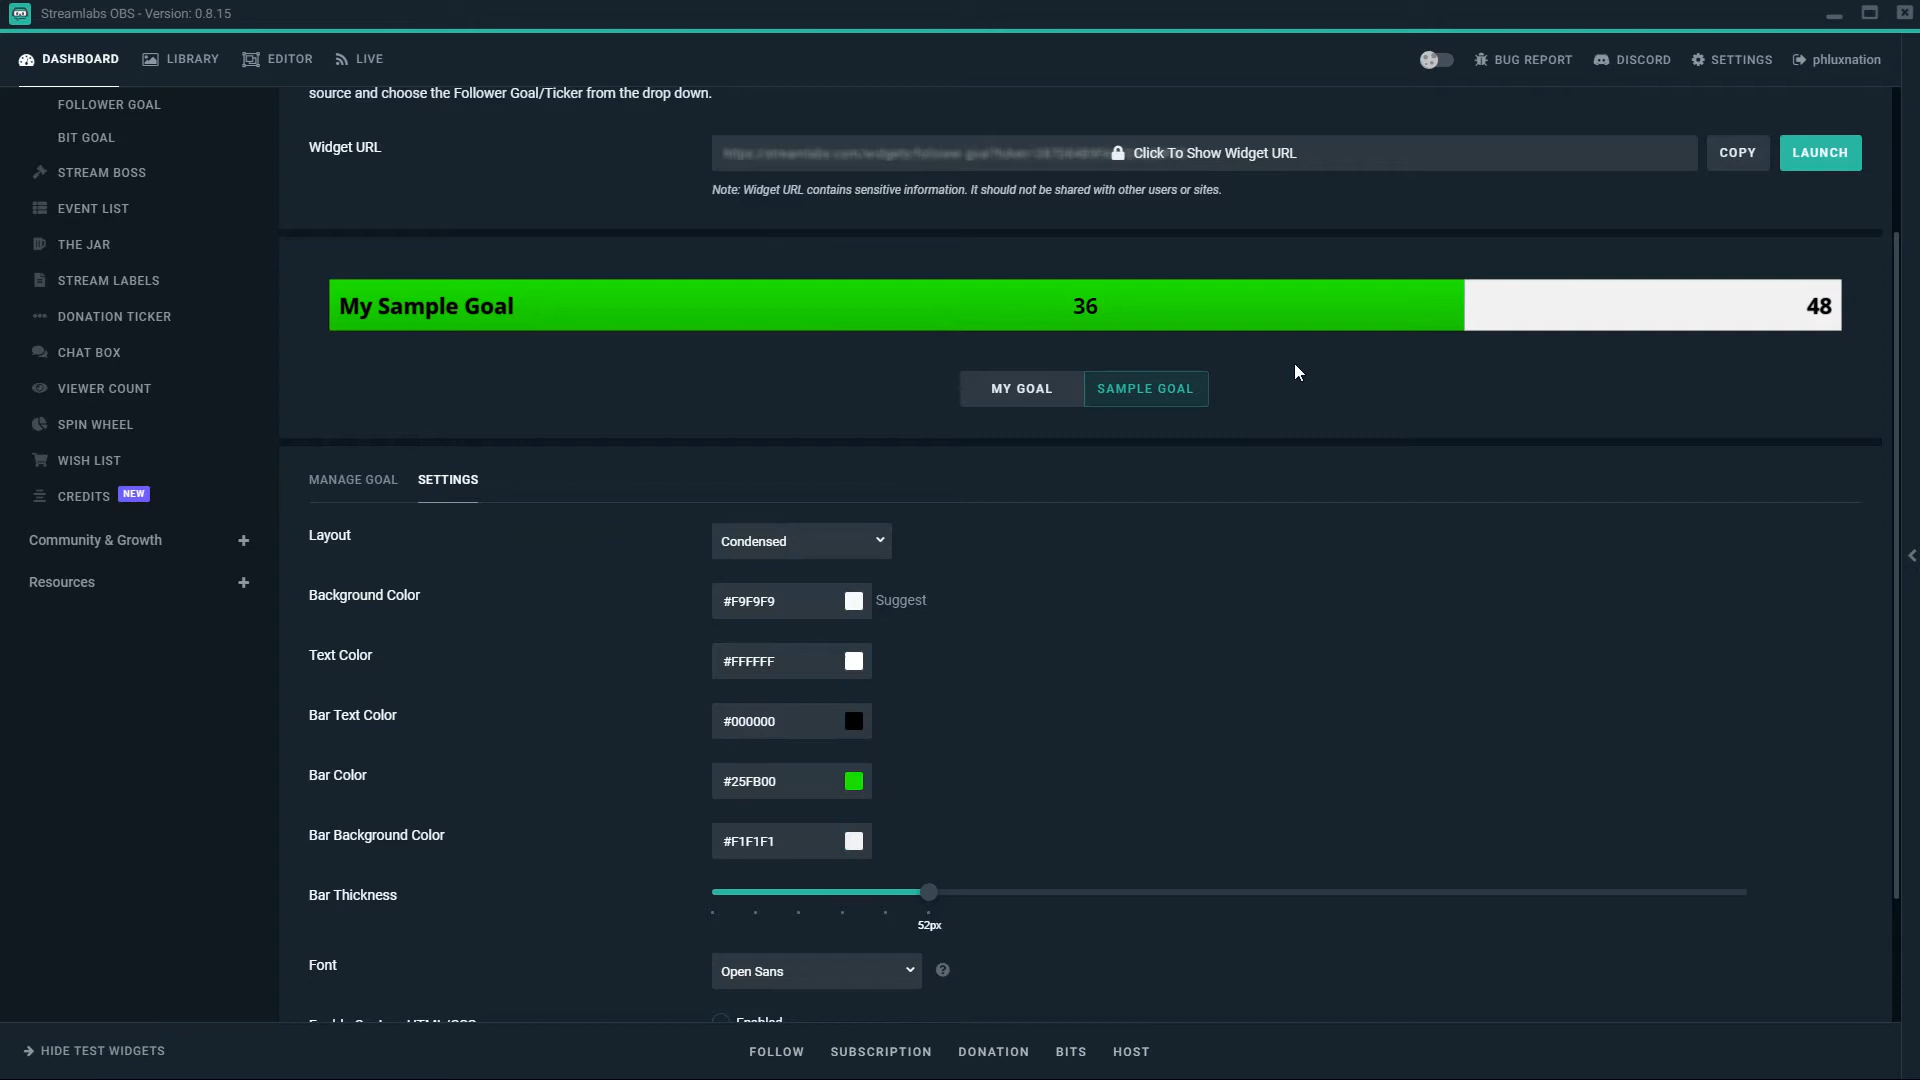 Streamlabs OBS - Version: 0.8.15
DASHBOARD
LIBRARY
EDITOR
LIVE
BUG REPORT
DISCORD
SETTINGS
phluxnation
FOLLOWER GOAL
BIT GOAL
STREAM BOSS
EVENT LIST
THE JAR
STREAM LABELS
DONATION TICKER
CHAT BOX
VIEWER COUNT
SPIN WHEEL
WISH LIST
CREDITS NEW
Community & Growth
Resources
source and choose the Follower Goal/Ticker from the drop down.
Widget URL
Click To Show Widget URL
COPY
LAUNCH
Note: Widget URL contains sensitive information. It should not be shared with other users or sites.
My Sample Goal 36 48
MY GOAL
SAMPLE GOAL
MANAGE GOAL
SETTINGS
Layout
Condensed
Background Color
#F9F9F9
Suggest
Text Color
#FFFFFF
Bar Text Color
#000000
Bar Color
#25FB00
Bar Background Color
#F1F1F1
Bar Thickness
52px
Font
Open Sans
?
Enabled
HIDE TEST WIDGETS
FOLLOW
SUBSCRIPTION
DONATION
BITS
HOST